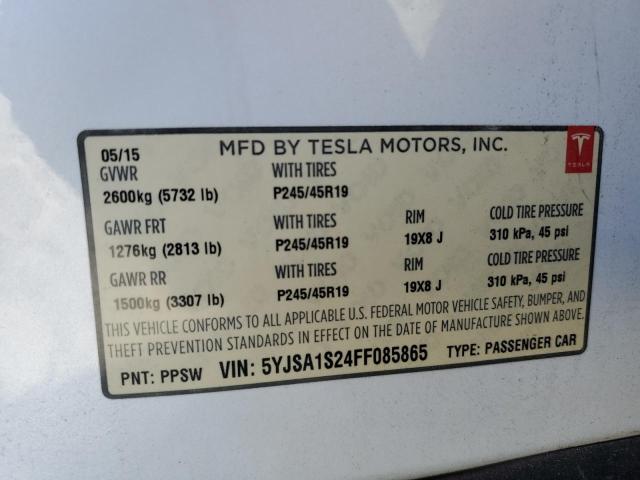 05/15 MFD BY TESLA MOTORS, INC.
GVWR WITH TIRES
2600kg (5732 lb) P245/45R19
GAWR FRT WITH TIRES RIM COLD TIRE PRESSURE
1276kg (2813 lb) P245/45R19 19X8 J 310 kPa, 45 psi
GAWR RR WITH TIRES RIM COLD TIRE PRESSURE
1500kg (3307 lb) P245/45R19 19X8 J 310 kPa, 45 psi
THIS VEHICLE CONFORMS TO ALL APPLICABLE U.S. FEDERAL MOTOR VEHICLE SAFETY, BUMPER, AND
THEFT PREVENTION STANDARDS IN EFFECT ON THE DATE OF MANUFACTURE SHOWN ABOVE.
PNT: PPSW VIN: 5YJSA1S24FF085865 TYPE: PASSENGER CAR
TESLA